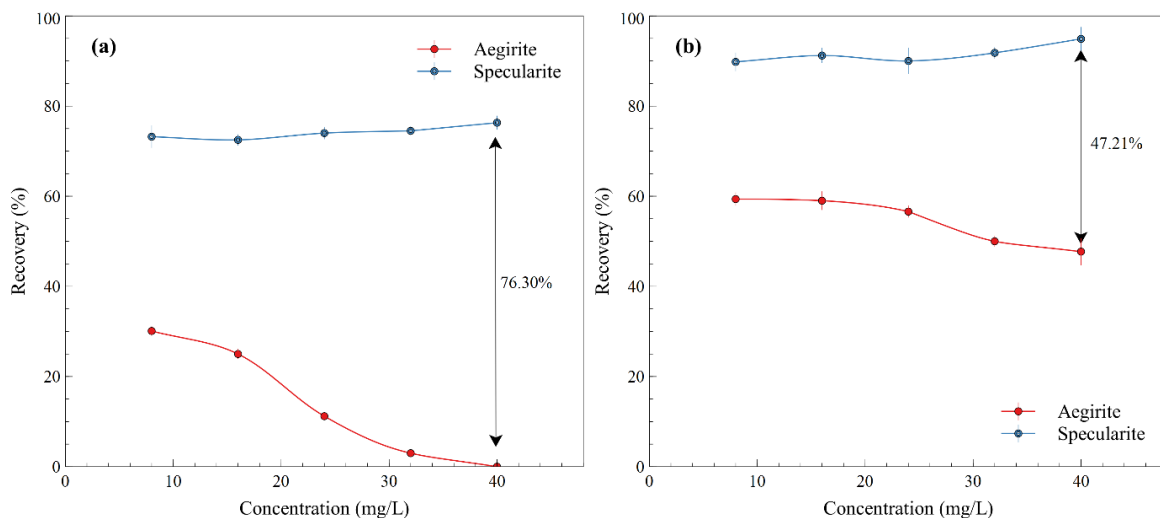 (a)
Aegirite
Specularite
76.30%
100
80
60
40
20
0
Recovery (%)
0 10 20 30 40
Concentration (mg/L)
(b)
47.21%
Aegirite
Specularite
100
80
60
40
20
0
Recovery (%)
0 10 20 30 40
Concentration (mg/L)